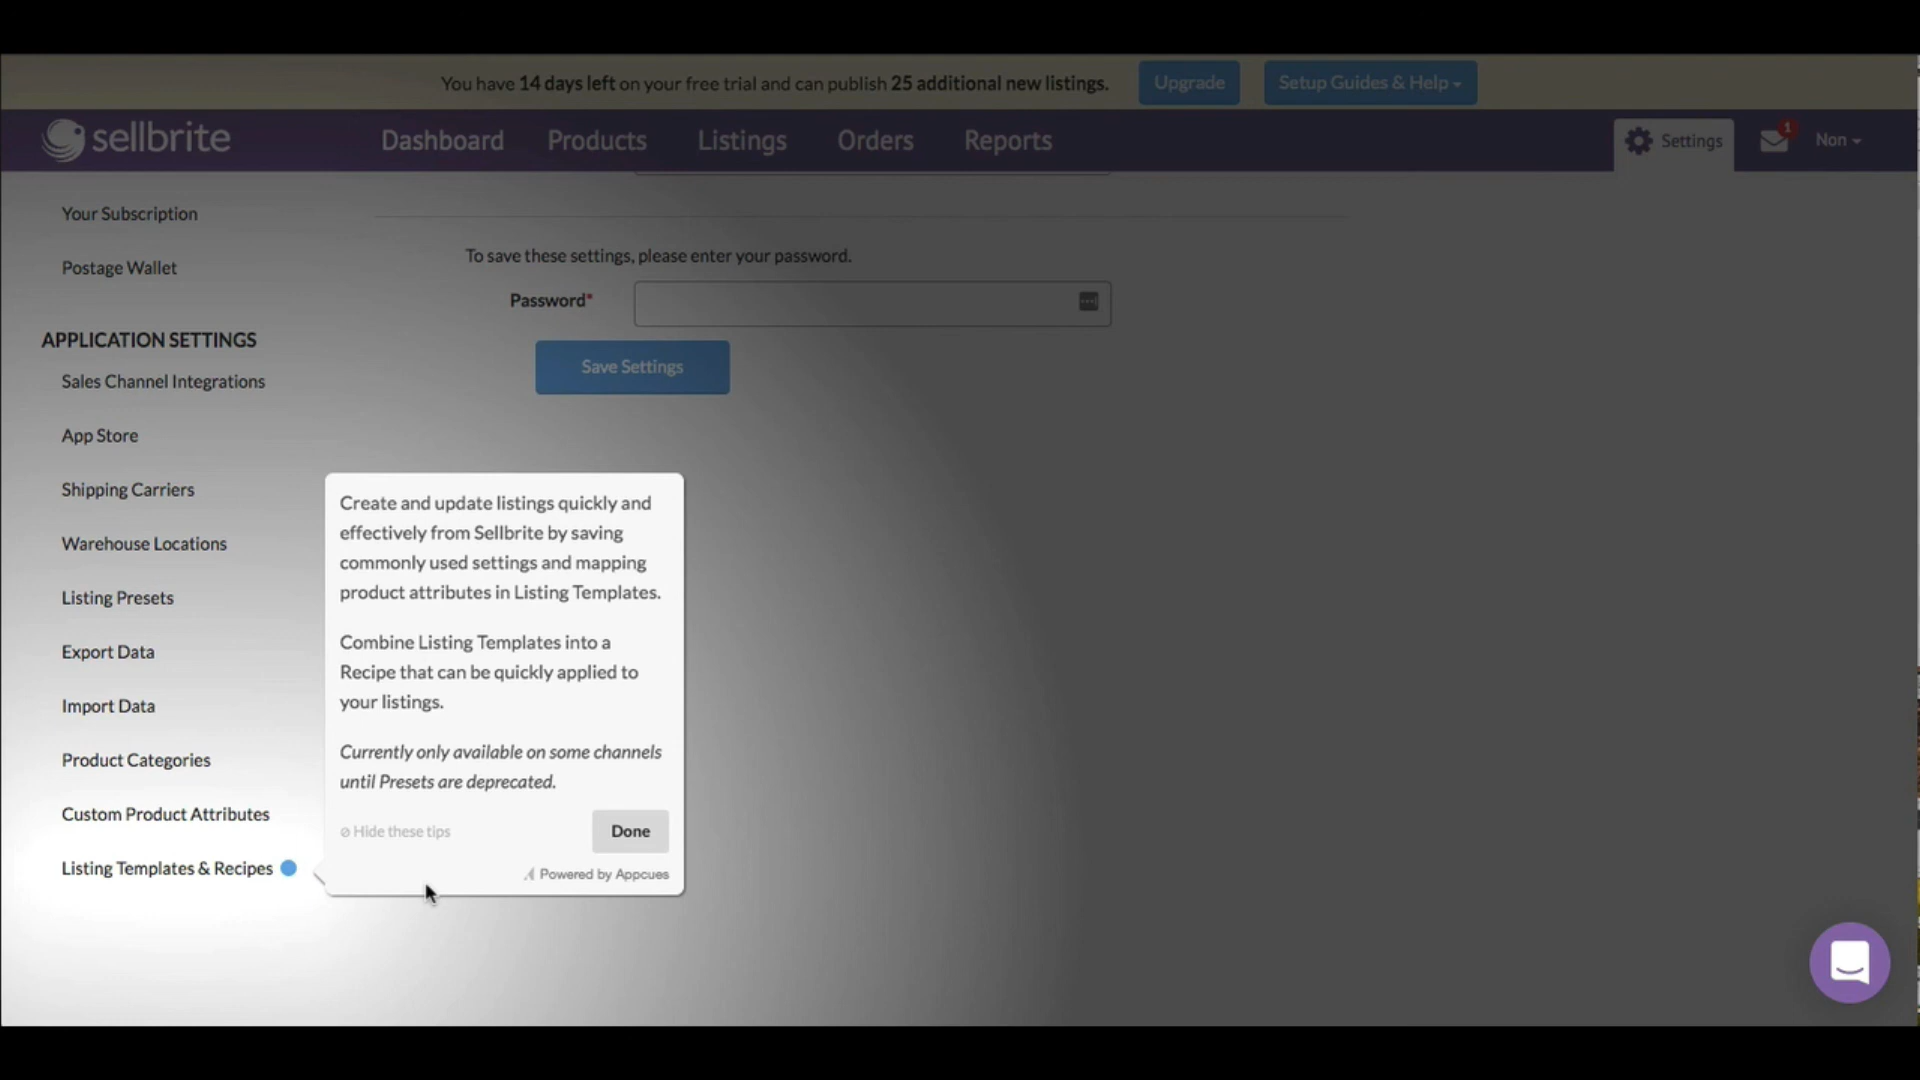 You have 14 days left on your free trial and can publish 25 additional new listings.
Upgrade
Setup Guides & Help
sellbrite
Dashboard
Products
Listings
Orders
Reports
Settings
1
Non
Your Subscription
Postage Wallet
APPLICATION SETTINGS
Sales Channel Integrations
App Store
Shipping Carriers
Warehouse Locations
Listing Presets
Export Data
Import Data
Product Categories
Custom Product Attributes
Listing Templates & Recipes
To save these settings, please enter your password.
Password*
Save Settings
Create and update listings quickly and
effectively from Sellbrite by saving
commonly used settings and mapping
product attributes in Listing Templates.
Combine Listing Templates into a
Recipe that can be quickly applied to
your listings.
Currently only available on some channels
until Presets are deprecated.
Hide these tips
Done
Powered by Appcues